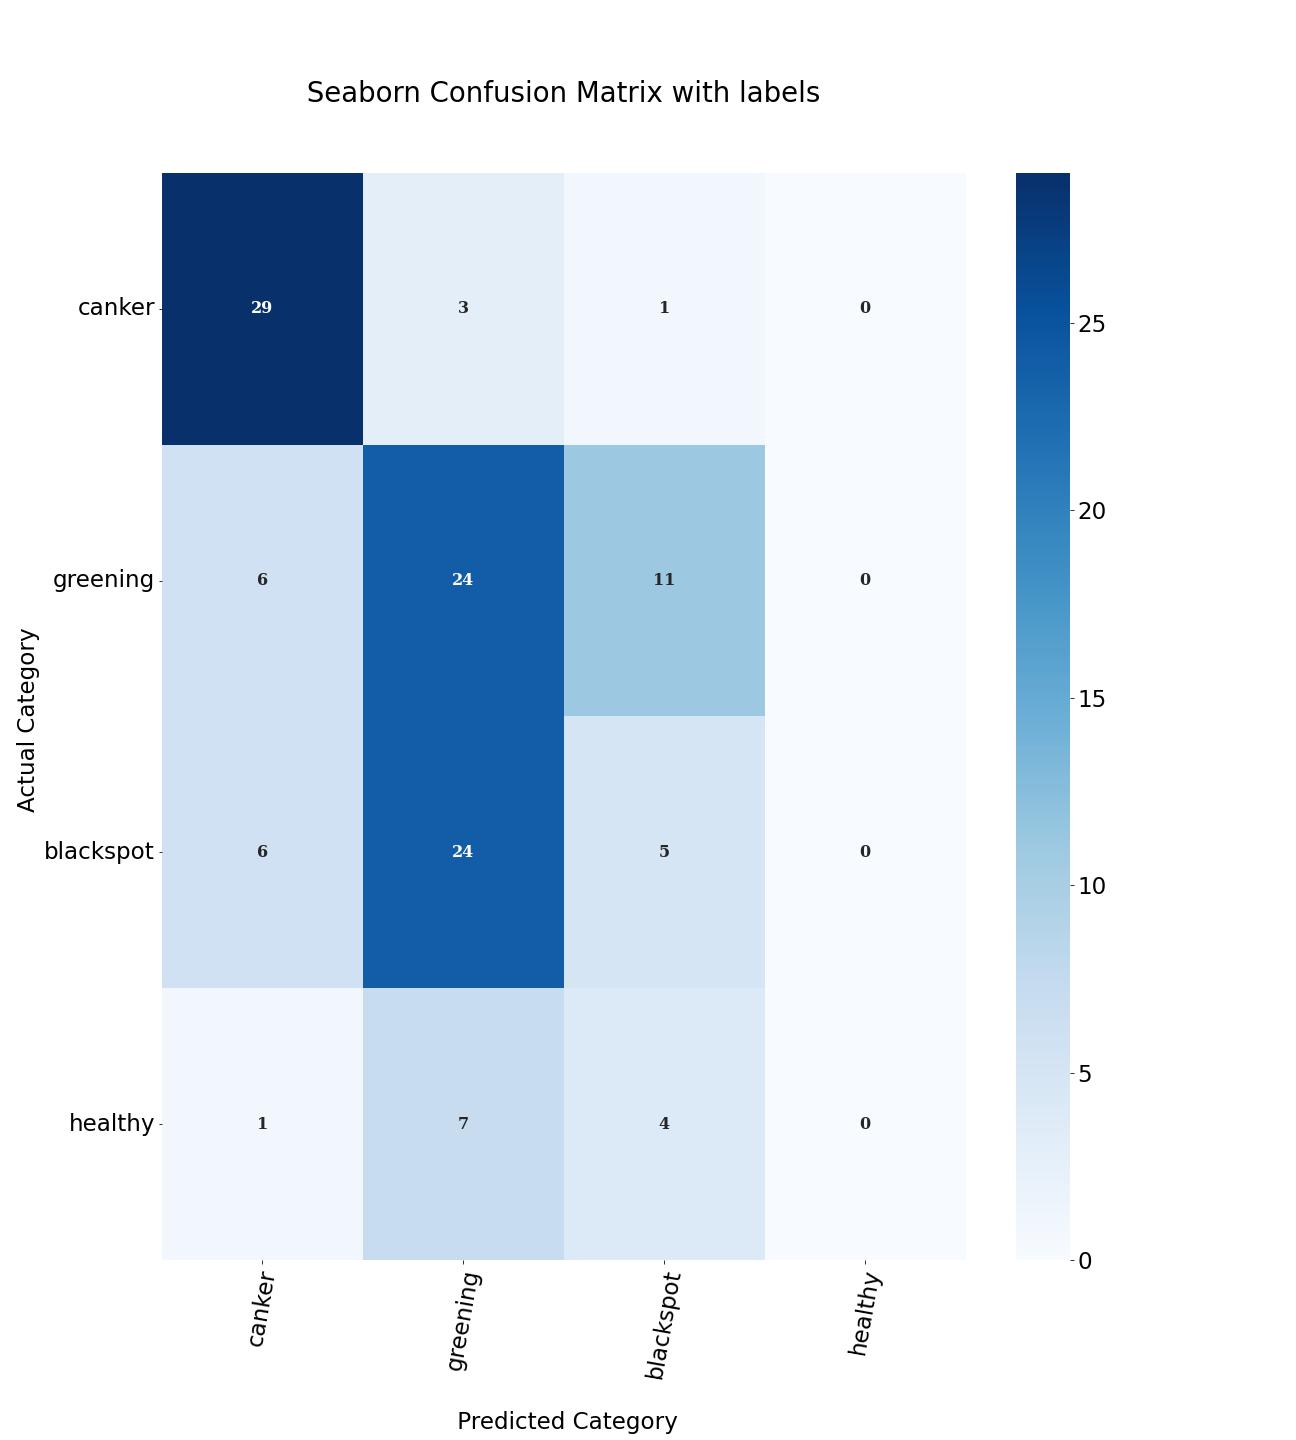 Seaborn Confusion Matrix with labels
canker 29 3 1 0
25
20
greening 6 24 11 0
15
Actual Category
blackspot 6 24 5 0
10
5
healthy 1 7 4 0
0
canker greening blackspot healthy
Predicted Category